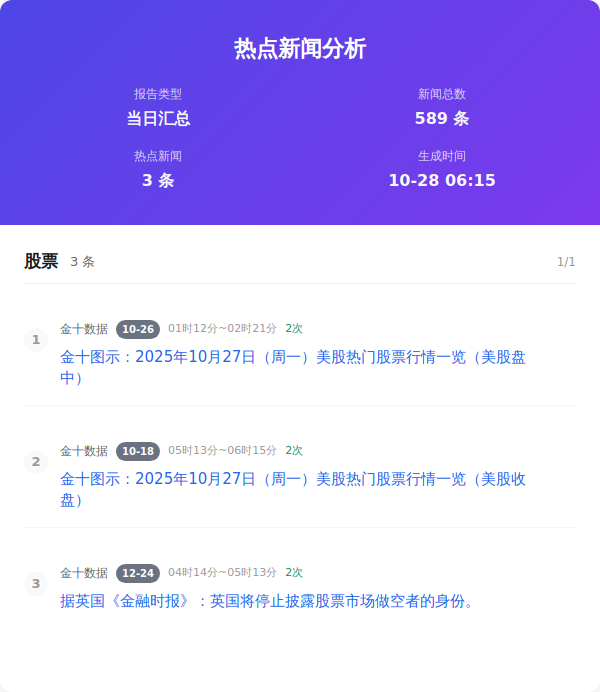 热点新闻分析
报告类型
新闻总数
当日汇总
589 条
热点新闻
生成时间
3 条
10-28 06:15
股票 3 条 1/1
1 金十数据 10-26 01时12分~02时21分 2次
金十图示：2025年10月27日（周一）美股热门股票行情一览（美股盘
中）
2 金十数据 10-18 05时13分~06时15分 2次
金十图示：2025年10月27日（周一）美股热门股票行情一览（美股收
盘）
3 金十数据 12-24 04时14分~05时13分 2次
据英国《金融时报》：英国将停止披露股票市场做空者的身份。